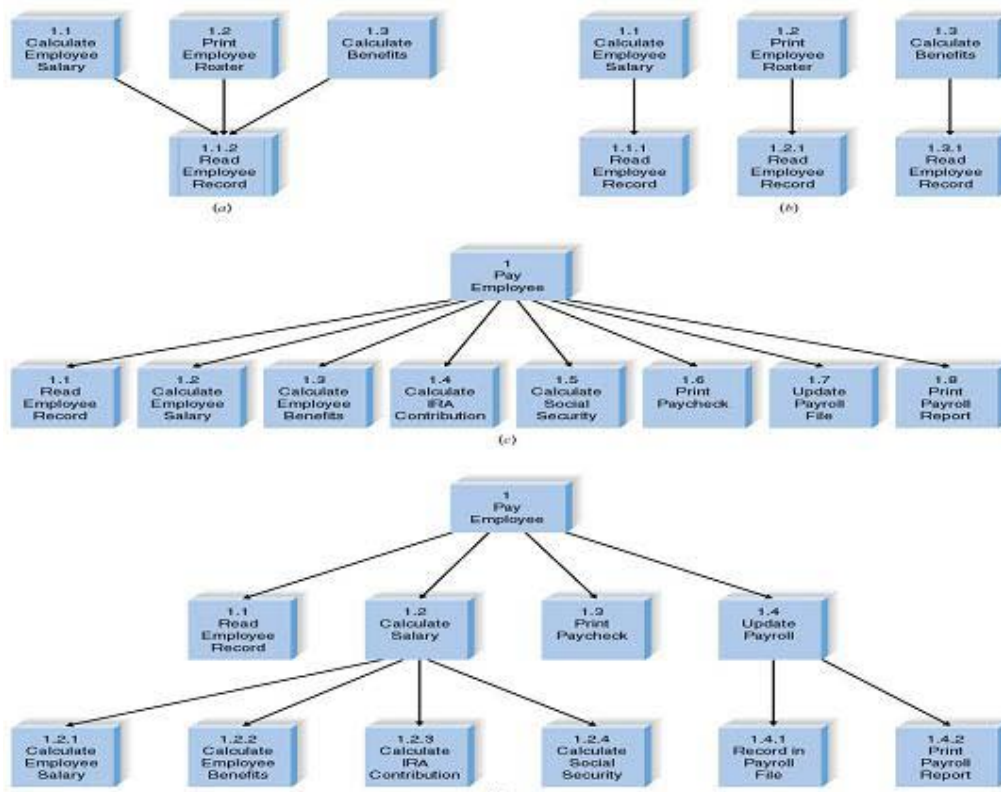 1.1
Calculate
Employee
Salary
1.2
Print
Employee
Roster
1.3
Calculate
Benefits
1.1.2
Read
Employee
Record
(a)
1.1
Calculate
Employee
Salary
1.2
Print
Employee
Roster
1.3
Calculate
Benefits
1.1.1
Read
Employee
Record
1.2.1
Read
Employee
Record
1.3.1
Read
Employee
Record
(b)
1
Pay
Employee
1.1
Read
Employee
Record
1.2
Calculate
Employee
Salary
1.3
Calculate
Employee
Benefits
1.4
Calculate
IRA
Contribution
1.5
Calculate
Social
Security
1.6
Print
Paycheck
1.7
Update
Payroll
File
1.8
Print
Payroll
Report
(c)
1
Pay
Employee
1.1
Read
Employee
Record
1.2
Calculate
Salary
1.3
Print
Paycheck
1.4
Update
Payroll
1.2.1
Calculate
Employee
Salary
1.2.2
Calculate
Employee
Benefits
1.2.3
Calculate
IRA
Contribution
1.2.4
Calculate
Social
Security
1.4.1
Record in
Payroll
File
1.4.2
Print
Payroll
Report